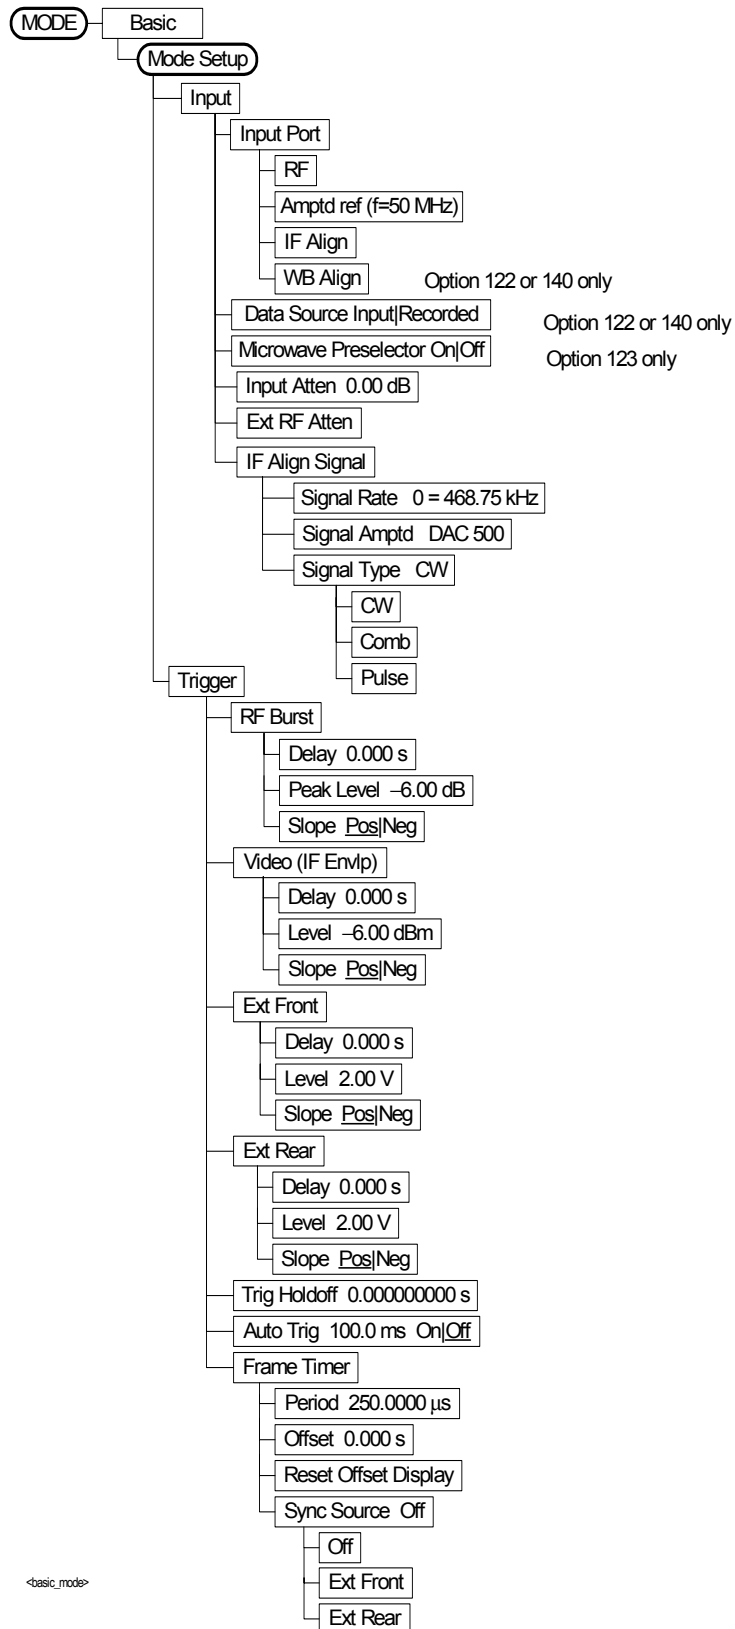 MODE Basic
Mode Setup
Input
Input Port
RF
Amptd ref (f=50 MHz)
IF Align
WB Align Option 122 or 140 only
Data Source Input|Recorded Option 122 or 140 only
Microwave Preselector On|Off Option 123 only
Input Atten 0.00 dB
Ext RF Atten
IF Align Signal
Signal Rate 0 = 468.75 kHz
Signal Amptd DAC 500
Signal Type CW
CW
Comb
Pulse
Trigger
RF Burst
Delay 0.000 s
Peak Level –6.00 dB
Slope Pos|Neg
Video (IF Envlp)
Delay 0.000 s
Level –6.00 dBm
Slope Pos|Neg
Ext Front
Delay 0.000 s
Level 2.00 V
Slope Pos|Neg
Ext Rear
Delay 0.000 s
Level 2.00 V
Slope Pos|Neg
Trig Holdoff 0.000000000 s
Auto Trig 100.0 ms On|Off
Frame Timer
Period 250.0000 µs
Offset 0.000 s
Reset Offset Display
Sync Source Off
Off
Ext Front
Ext Rear
<basic_mode>